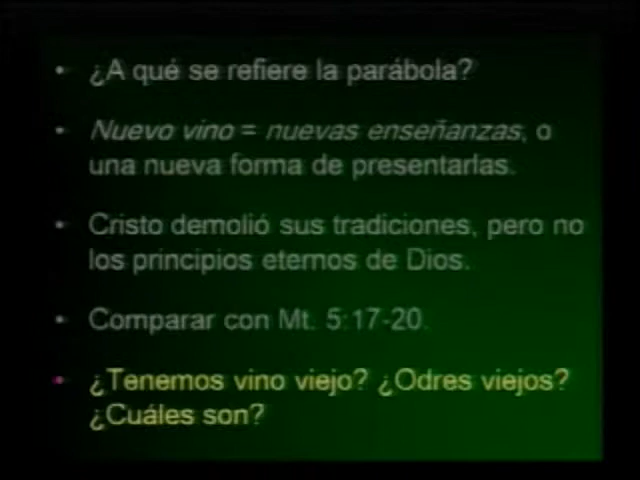 • ¿A qué se refiere la parábola?
• Nuevo vino = nuevas enseñanzas, o
una nueva forma de presentarlas.
• Cristo demolió sus tradiciones, pero no
los principios eternos de Dios.
• Comparar con Mt. 5:17-20.
• ¿Tenemos vino viejo? ¿Odres viejos?
¿Cuáles son?